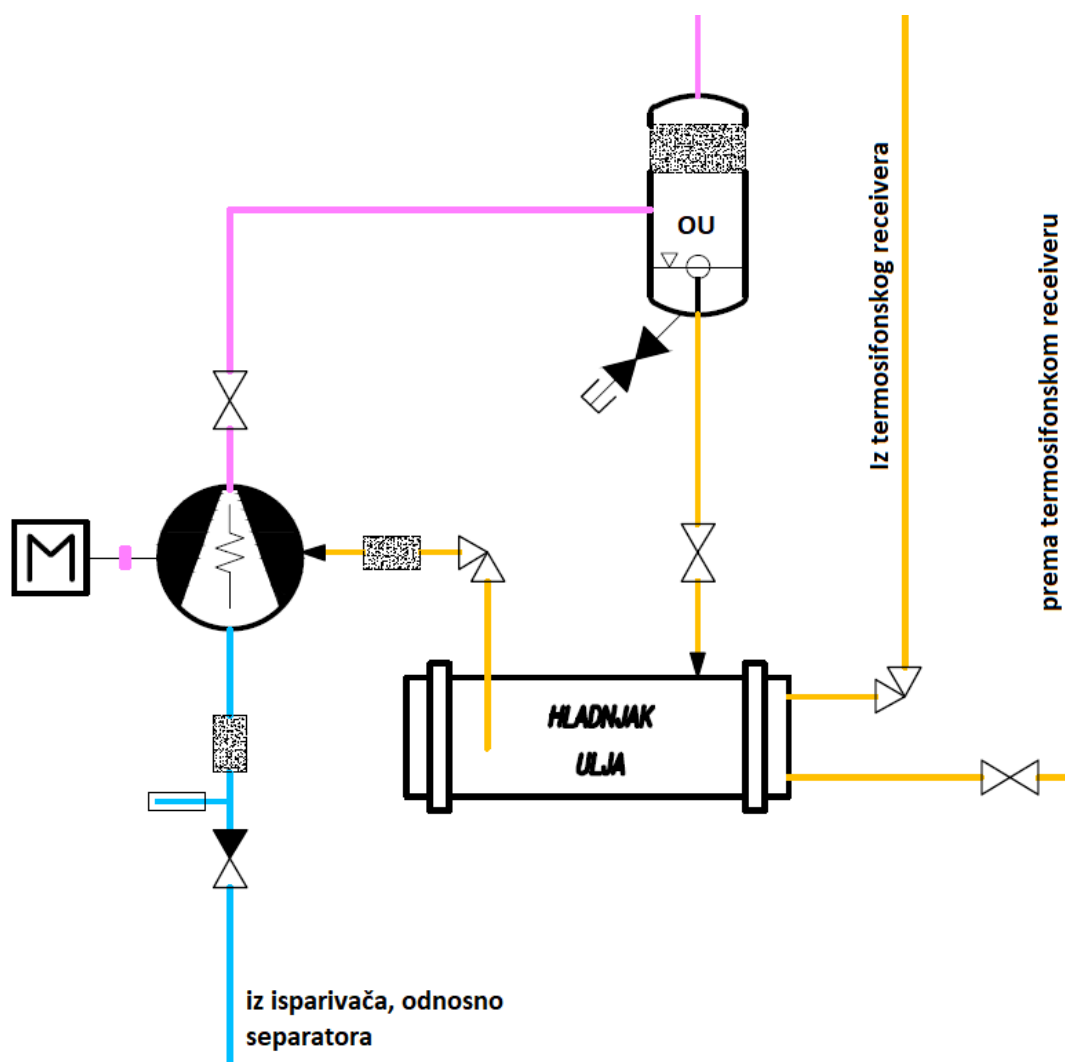 OU
Iz termosifonskog receivera
prema termosifonskom receiveru
M
HLADNJAK
ULJA
iz isparivača, odnosno
separatora